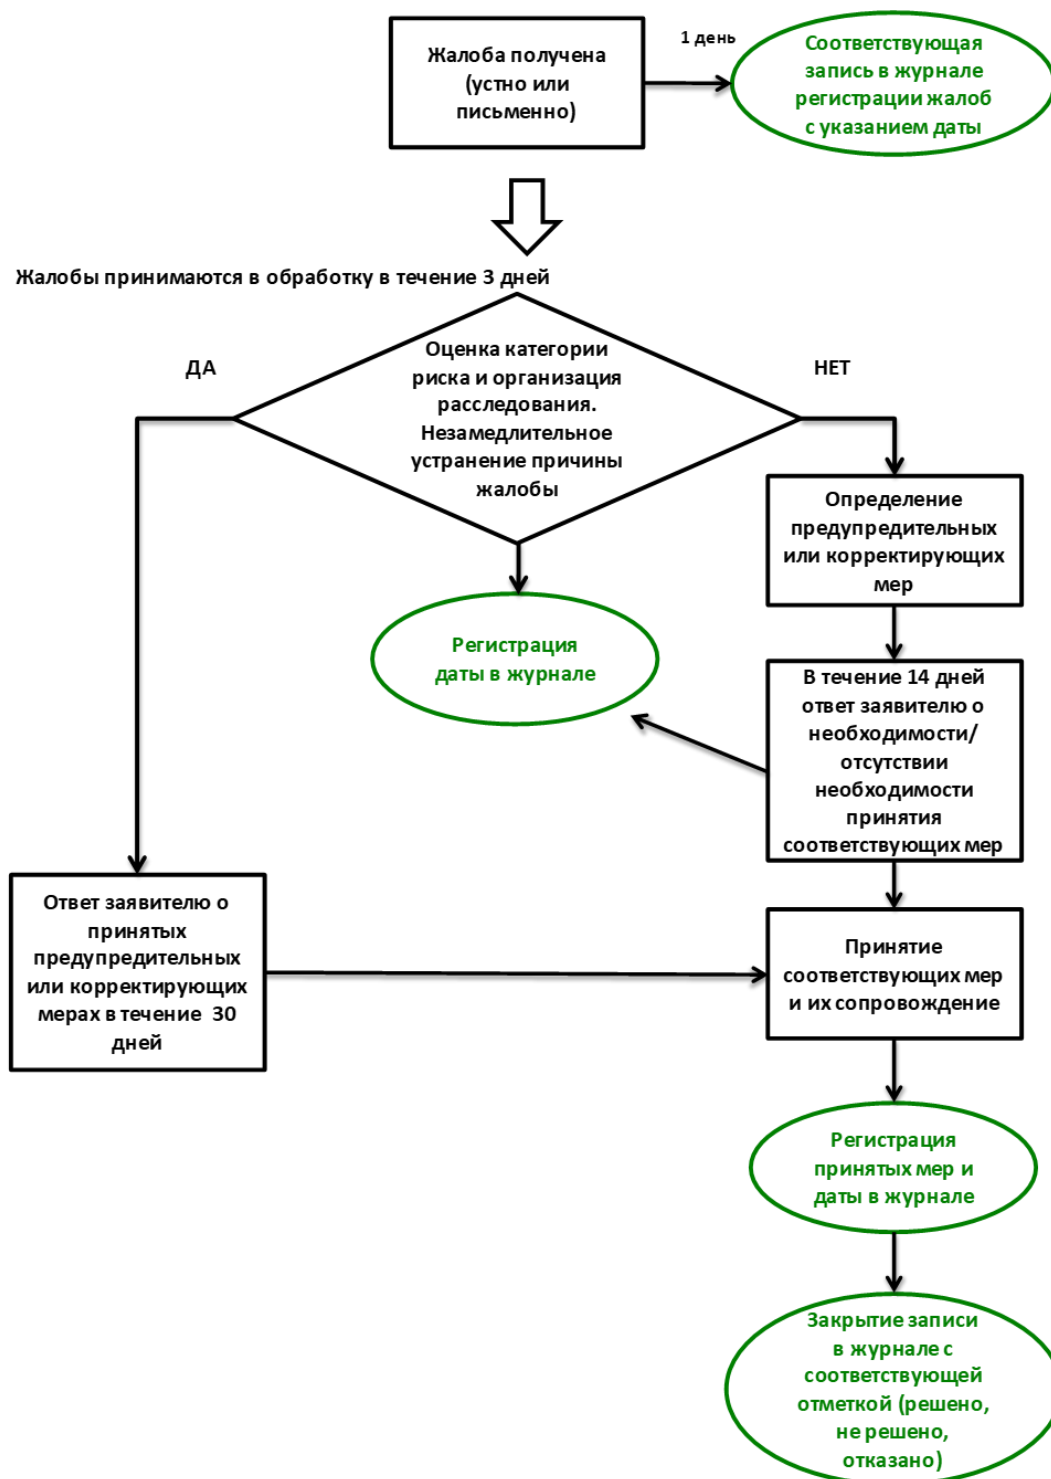 Жалоба получена
(устно или
письменно)
1 день
Соответствующая
запись в журнале
регистрации жалоб
с указанием даты
Жалобы принимаются в обработку в течение 3 дней
ДА
Оценка категории
риска и организация
расследования.
Незамедлительное
устранение причины
жалобы
НЕТ
Определение
предупредительных
или корректирующих
мер
Регистрация
даты в журнале
В течение 14 дней
ответ заявителю о
необходимости/
отсутствии
необходимости
принятия
соответствующих мер
Ответ заявителю о
принятых
предупредительных
или корректирующих
мерах в течение 30
дней
Принятие
соответствующих мер
и их сопровождение
Регистрация
принятых мер и
даты в журнале
Закрытие записи
в журнале с
соответствующей
отметкой (решено,
не решено,
отказано)